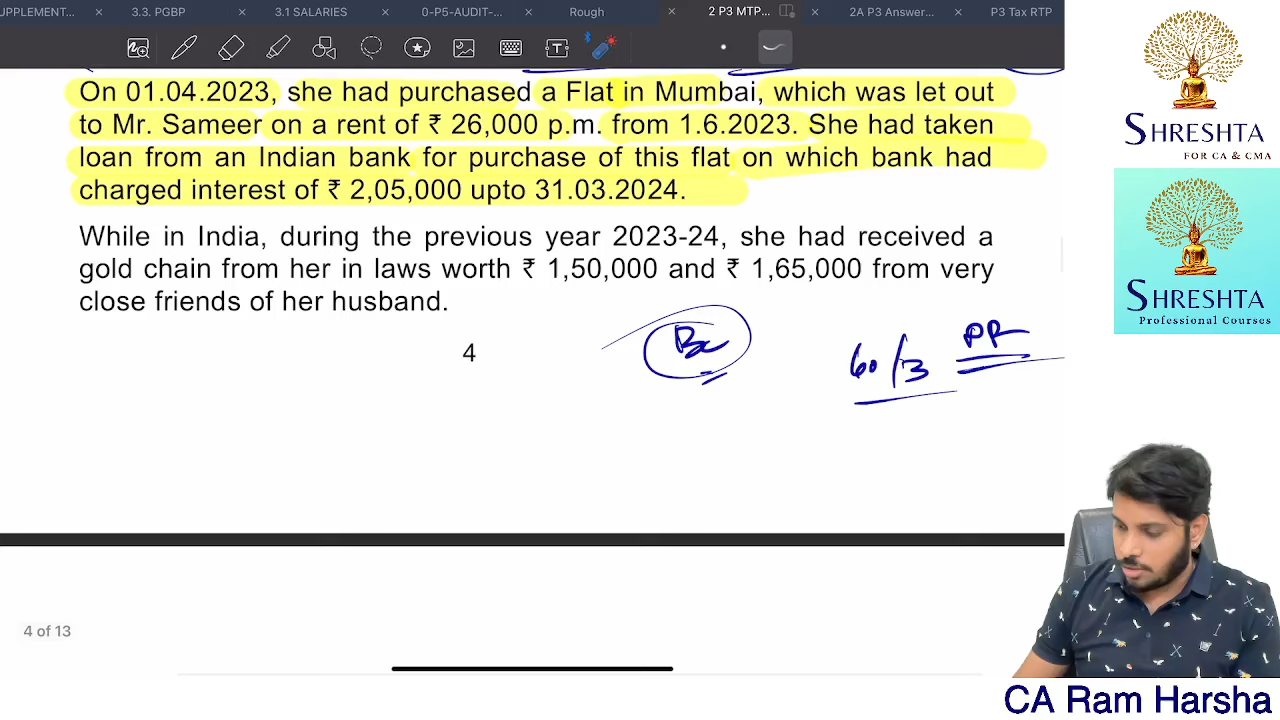 UPPLEMENT...
3.3. PGBP
3.1 SALARIES
0-P5-AUDIT-...
Rough
2 P3 MTP...
2A P3 Answer...
P3 Tax RTP
On 01.04.2023, she had purchased a Flat in Mumbai, which was let out
to Mr. Sameer on a rent of ₹ 26,000 p.m. from 1.6.2023. She had taken
loan from an Indian bank for purchase of this flat on which bank had
charged interest of ₹ 2,05,000 upto 31.03.2024.
While in India, during the previous year 2023-24, she had received a
gold chain from her in laws worth ₹ 1,50,000 and ₹ 1,65,000 from very
close friends of her husband.
4
60/3
PR
4 of 13
SHRESHTA
FOR CA & CMA
SHRESHTA
Professional Courses
CA Ram Harsha